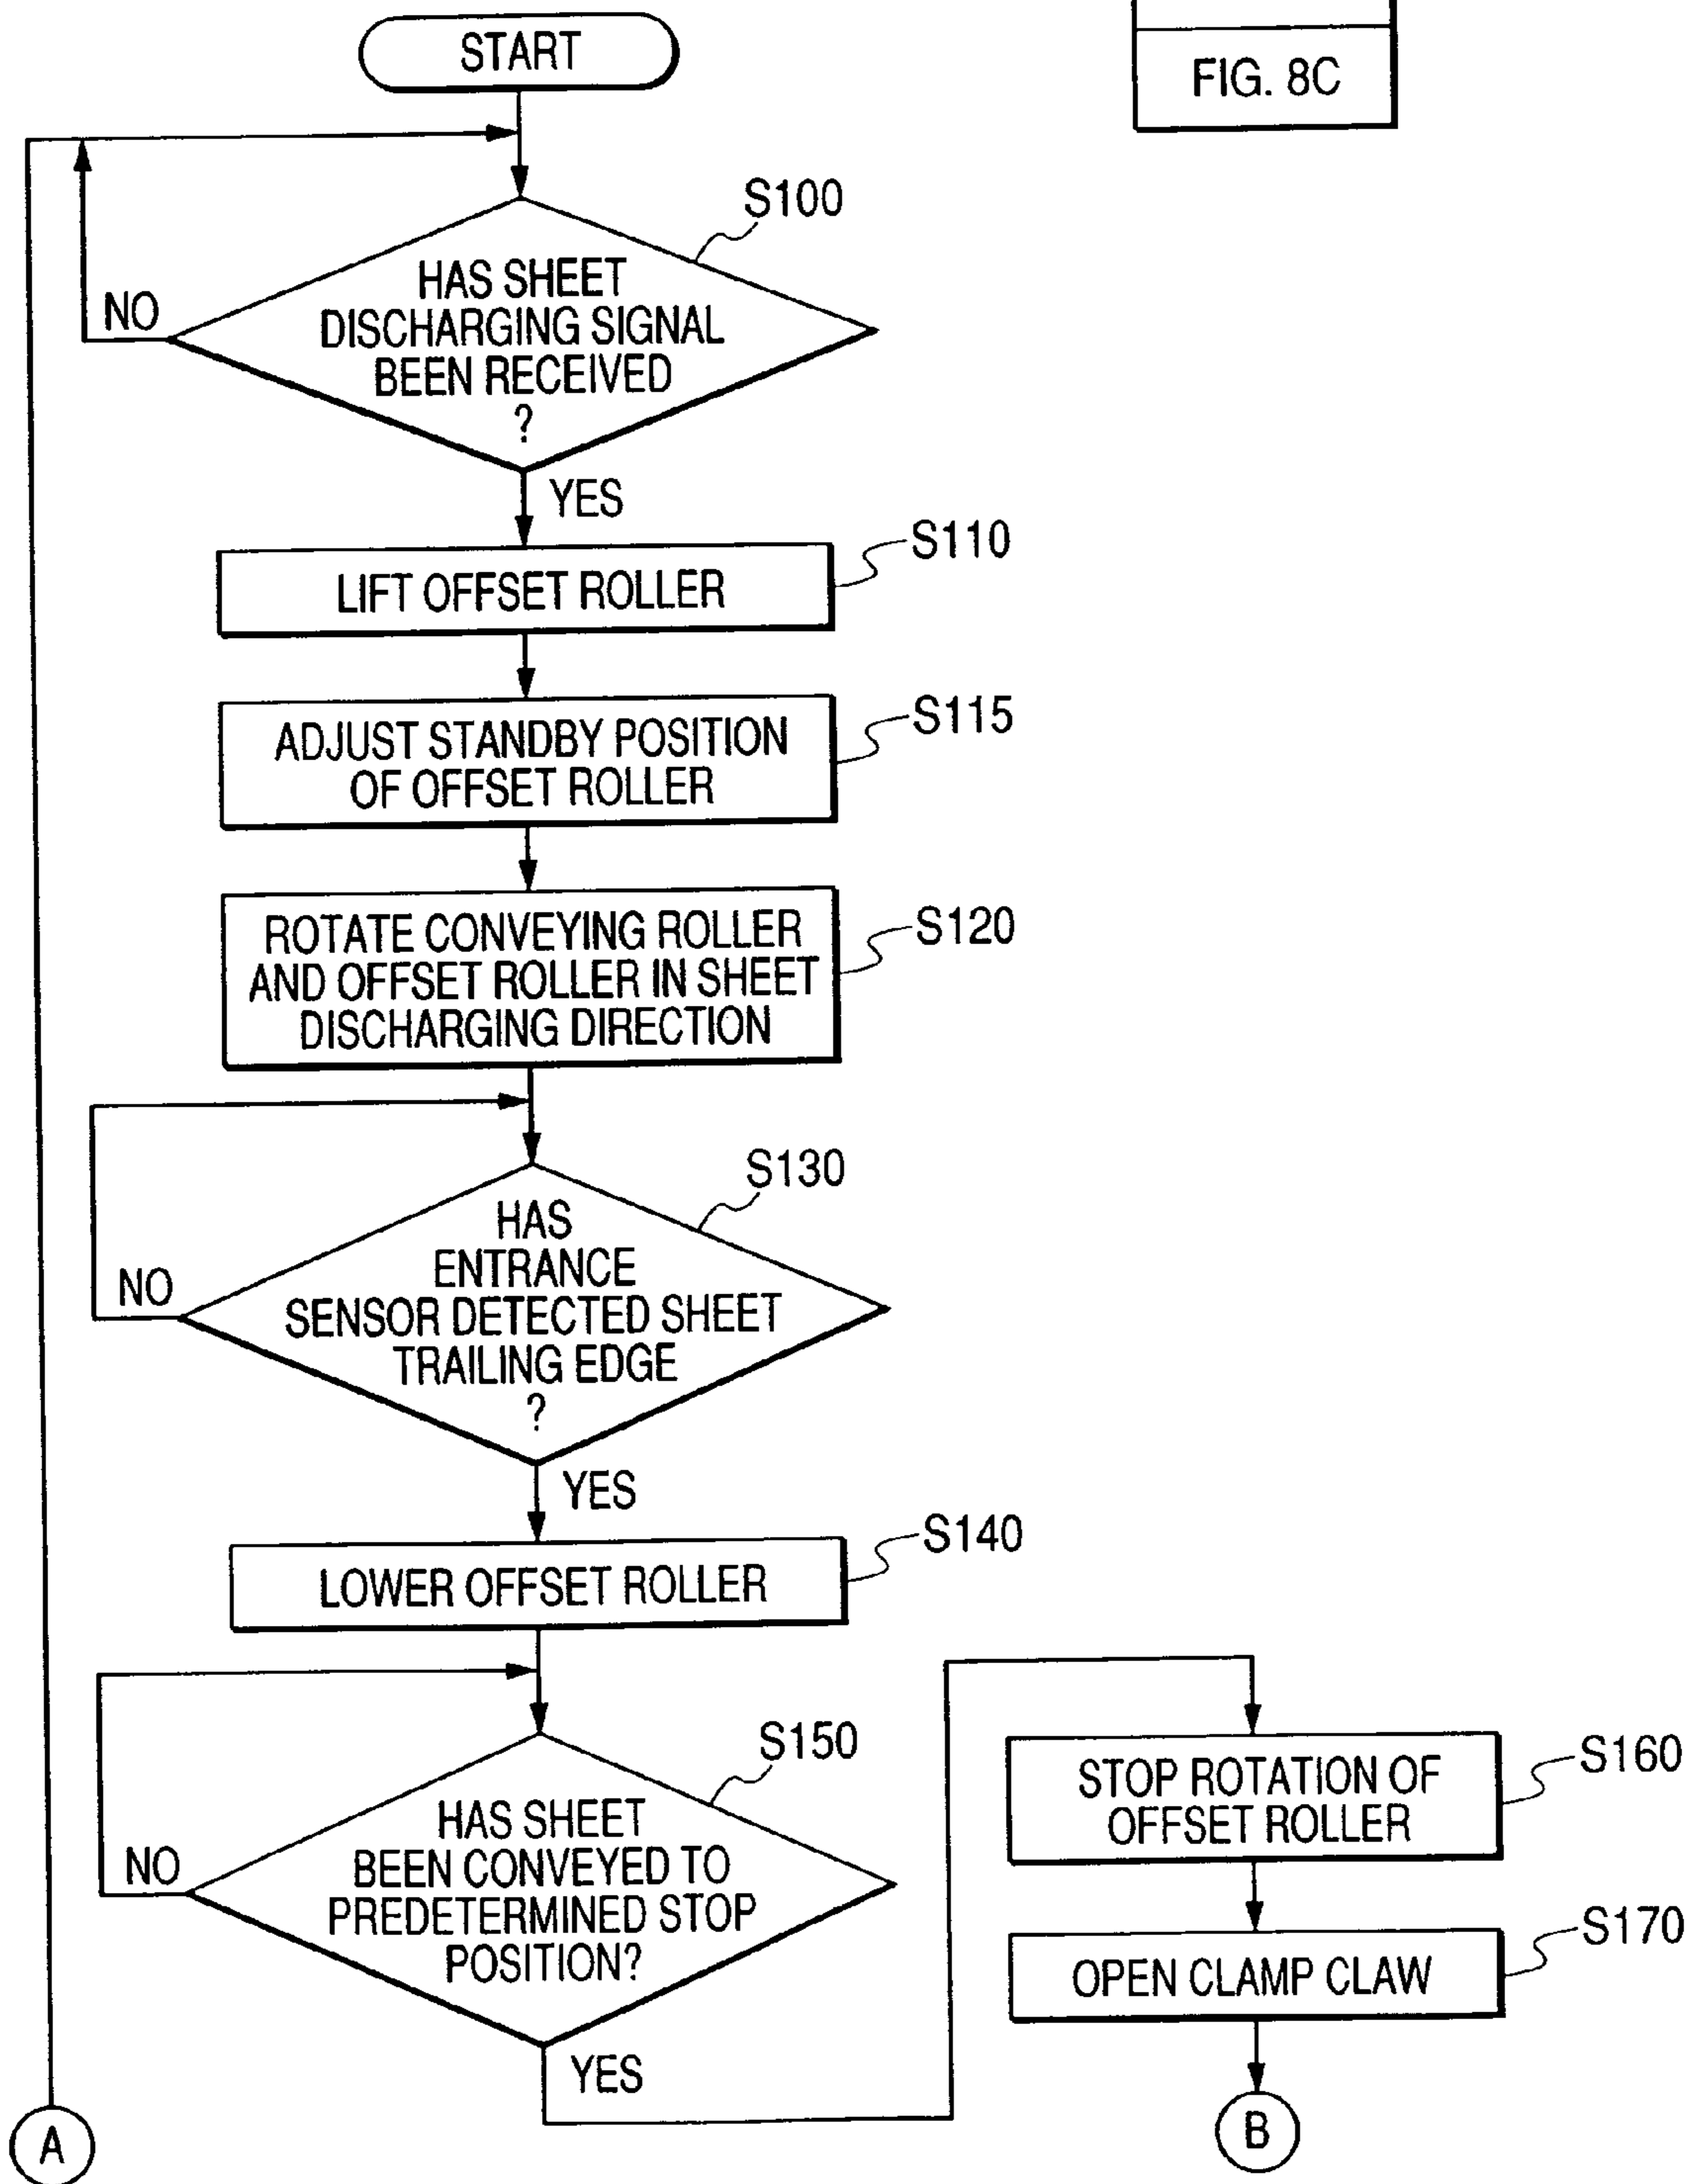 START
FIG. 8C
S100
HAS SHEET
DISCHARGING SIGNAL
BEEN RECEIVED
?
NO
YES
S110
LIFT OFFSET ROLLER
S115
ADJUST STANDBY POSITION
OF OFFSET ROLLER
S120
ROTATE CONVEYING ROLLER
AND OFFSET ROLLER IN SHEET
DISCHARGING DIRECTION
S130
HAS
ENTRANCE
SENSOR DETECTED SHEET
TRAILING EDGE
?
NO
YES
S140
LOWER OFFSET ROLLER
S150
HAS SHEET
BEEN CONVEYED TO
PREDETERMINED STOP
POSITION?
NO
YES
S160
STOP ROTATION OF
OFFSET ROLLER
S170
OPEN CLAMP CLAW
A
B